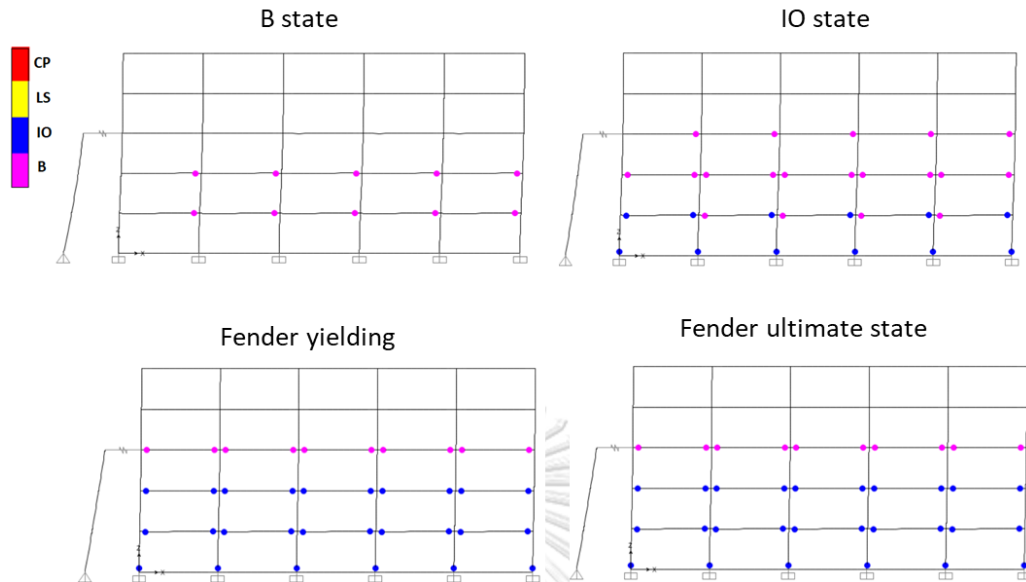 B state
IO state
CP
LS
IO
B
Z
X
Z
X
Fender yielding
Fender ultimate state
Z
X
Z
X